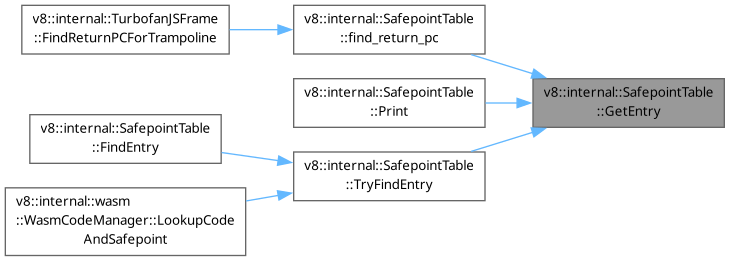 v8::internal::TurbofanJSFrame
::FindReturnPCForTrampoline
v8::internal::SafepointTable
::find_return_pc
v8::internal::SafepointTable
::Print
v8::internal::SafepointTable
::GetEntry
v8::internal::SafepointTable
::FindEntry
v8::internal::SafepointTable
::TryFindEntry
v8::internal::wasm
::WasmCodeManager::LookupCode
AndSafepoint